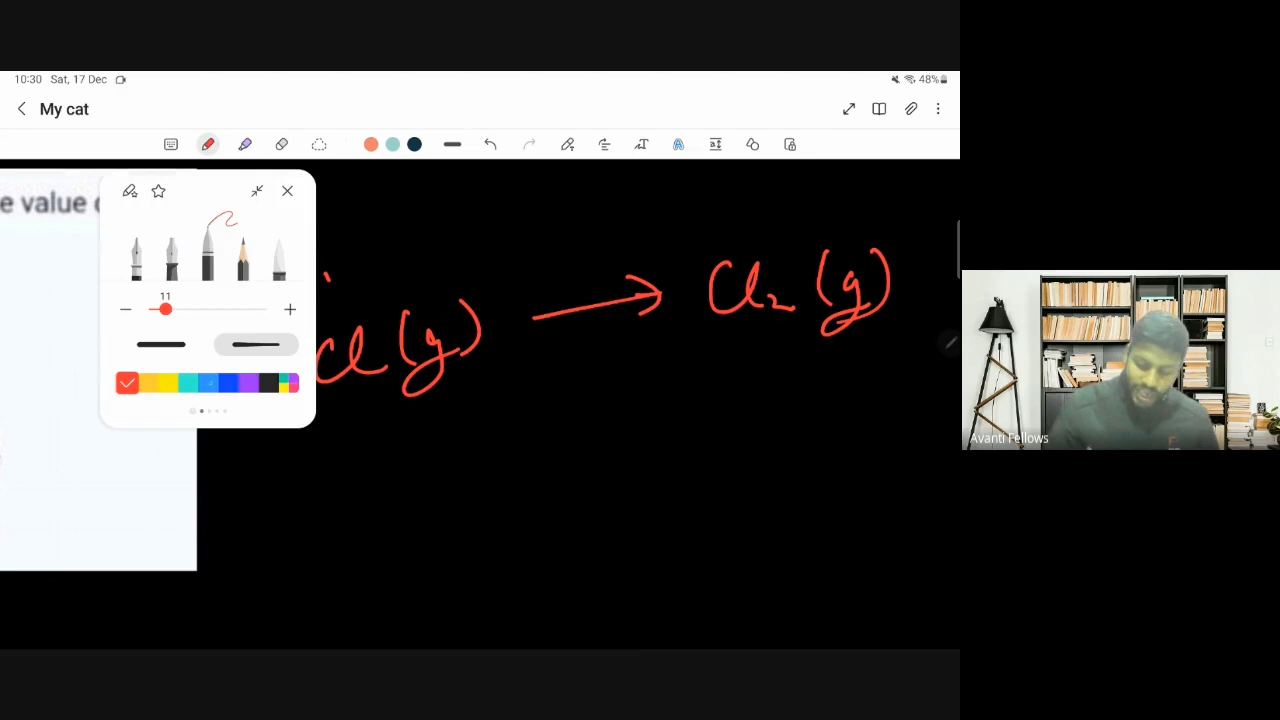 10:30 Sat, 17 Dec 48%
My cat
e value
11
Cl (g) → Cl₂ (g)
Avanti Fellows